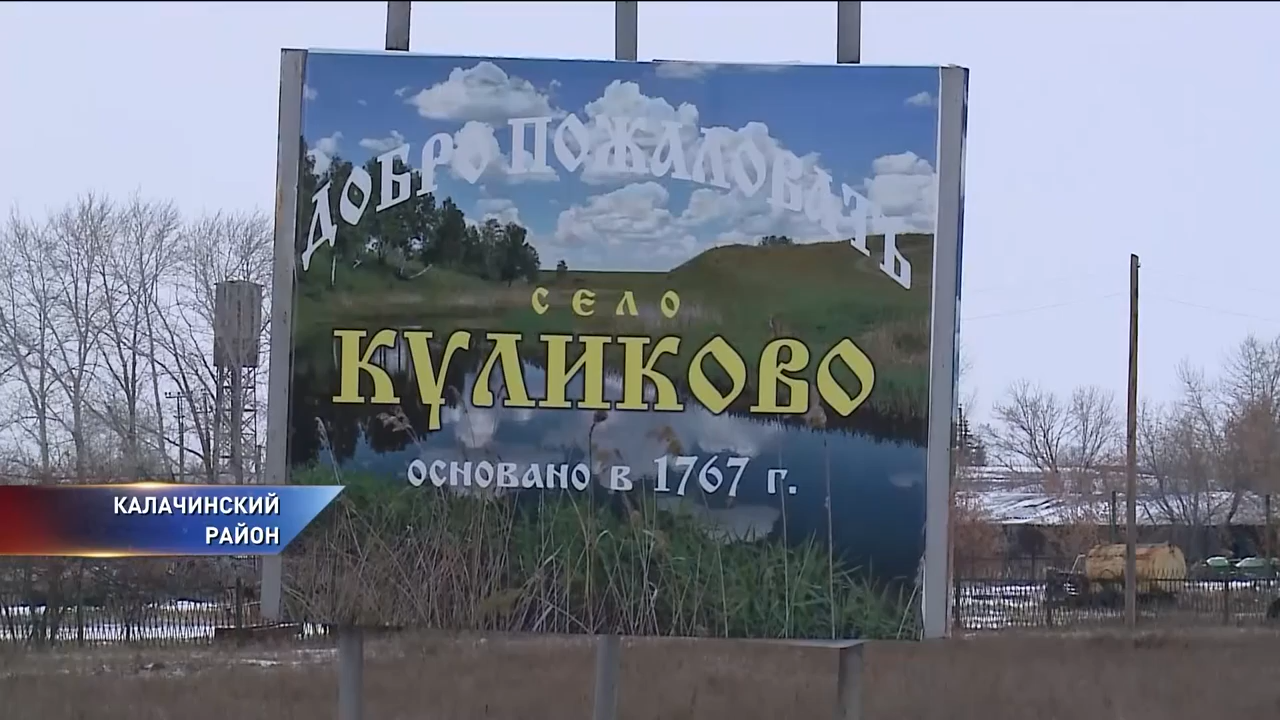 ДОБРО ПОЖАЛОВАТЬ
СЕЛО
КУЛИКОВО
ОСНОВАНО В 1767 Г.
КАЛАЧИНСКИЙ
РАЙОН